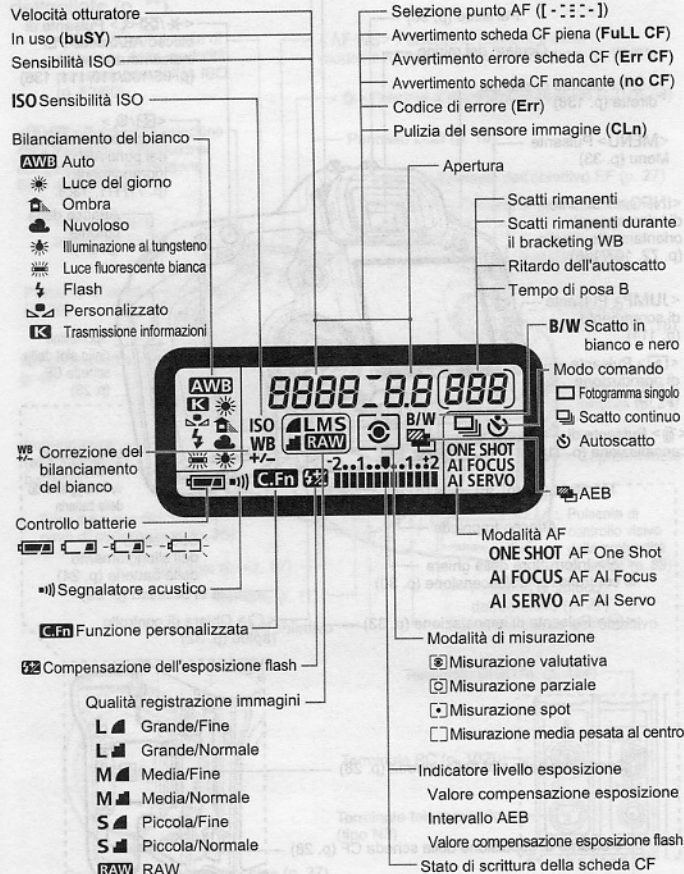 Velocità otturatore
In uso (buSY)
Sensibilità ISO
ISO Sensibilità ISO
Bilanciamento del bianco
AWB Auto
Luce del giorno
Ombra
Nuvoloso
Illuminazione al tungsteno
Luce fluorescente bianca
Flash
Personalizzato
K Trasmissione informazioni
Selezione punto AF ([ - - ])
Avvertimento scheda CF piena (FuLL CF)
Avvertimento errore scheda CF (Err CF)
Avvertimento scheda CF mancante (no CF)
Codice di errore (Err)
Pulizia del sensore immagine (CLn)
Apertura
Scatti rimanenti
Scatti rimanenti durante
il bracketing WB
Ritardo dell'autoscatto
Tempo di posa B
B/W Scatto in
bianco e nero
Modo comando
Fotogramma singolo
Scatto continuo
Autoscatto
AEB
AWB
K
8888 8.8 (888)
ISO
WB
+/-
LMS
RAW
B/W
ONE SHOT
AI FOCUS
AI SERVO
C.Fn
-2..1..0..1.:2
WB +/- Correzione del
bilanciamento
del bianco
Controllo batterie
Segnalatore acustico
C.Fn Funzione personalizzata
Compensazione dell'esposizione flash
Qualità registrazione immagini
L Grande/Fine
L Grande/Normale
M Media/Fine
M Media/Normale
S Piccola/Fine
S Piccola/Normale
RAW RAW
Modalità AF
ONE SHOT AF One Shot
AI FOCUS AF AI Focus
AI SERVO AF AI Servo
Modalità di misurazione
Misurazione valutativa
Misurazione parziale
Misurazione spot
Misurazione media pesata al centro
Indicatore livello esposizione
Valore compensazione esposizione
Intervallo AEB
Valore compensazione esposizione flash
Stato di scrittura della scheda CF